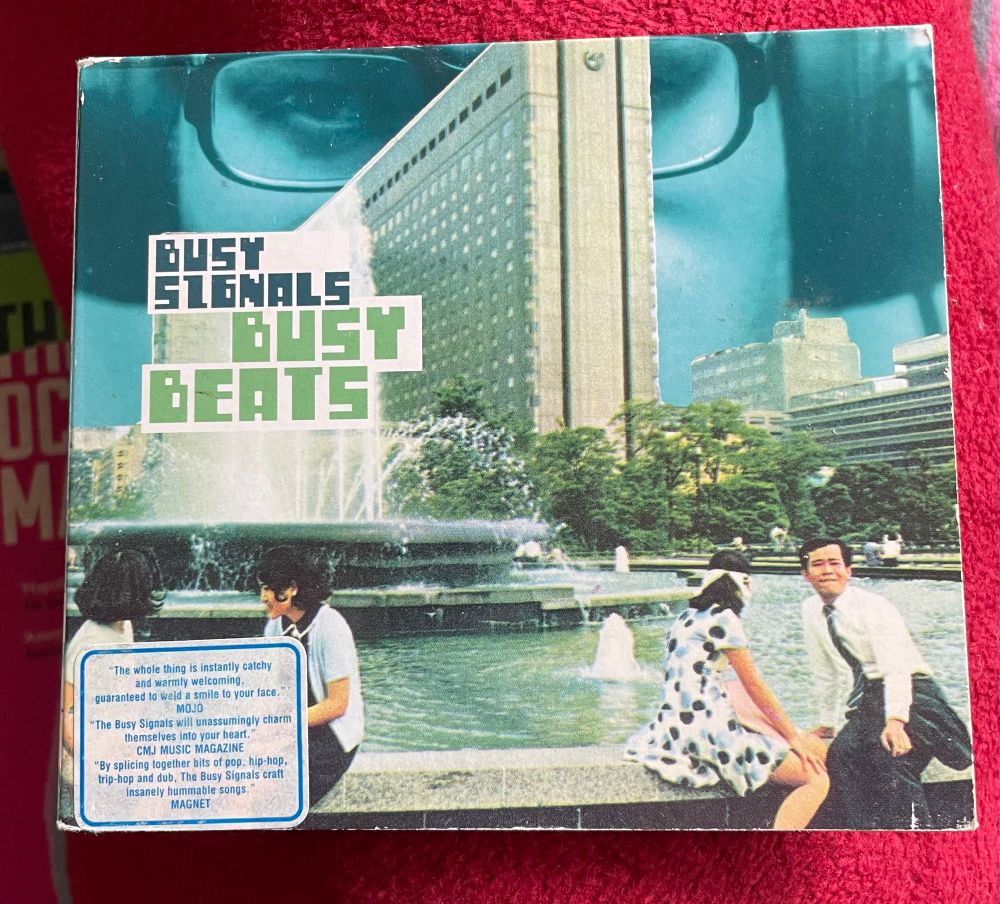 BUSY
SIGNALS
BUSY
BEATS
"The whole thing is instantly catchy
and warmly welcoming,
guaranteed to weld a smile to your face."
MOJO
"The Busy Signals will unassumingly charm
themselves into your heart."
CMJ MUSIC MAGAZINE
"By splicing together bits of pop, hip-hop,
trip-hop and dub, The Busy Signals craft
insanely hummable songs."
MAGNET
TH
OC
MA